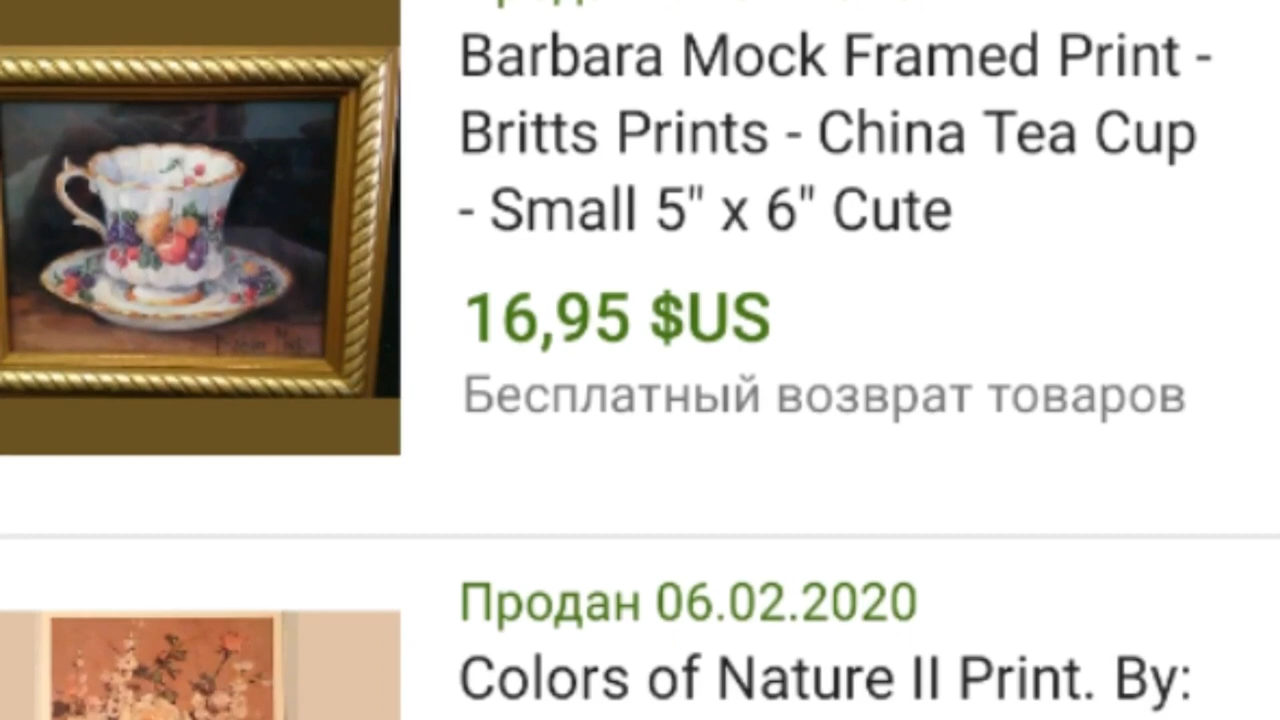 Barbara Mock Framed Print -
Britts Prints - China Tea Cup
- Small 5" x 6" Cute
16,95 $US
Бесплатный возврат товаров
Продан 06.02.2020
Colors of Nature II Print. By: